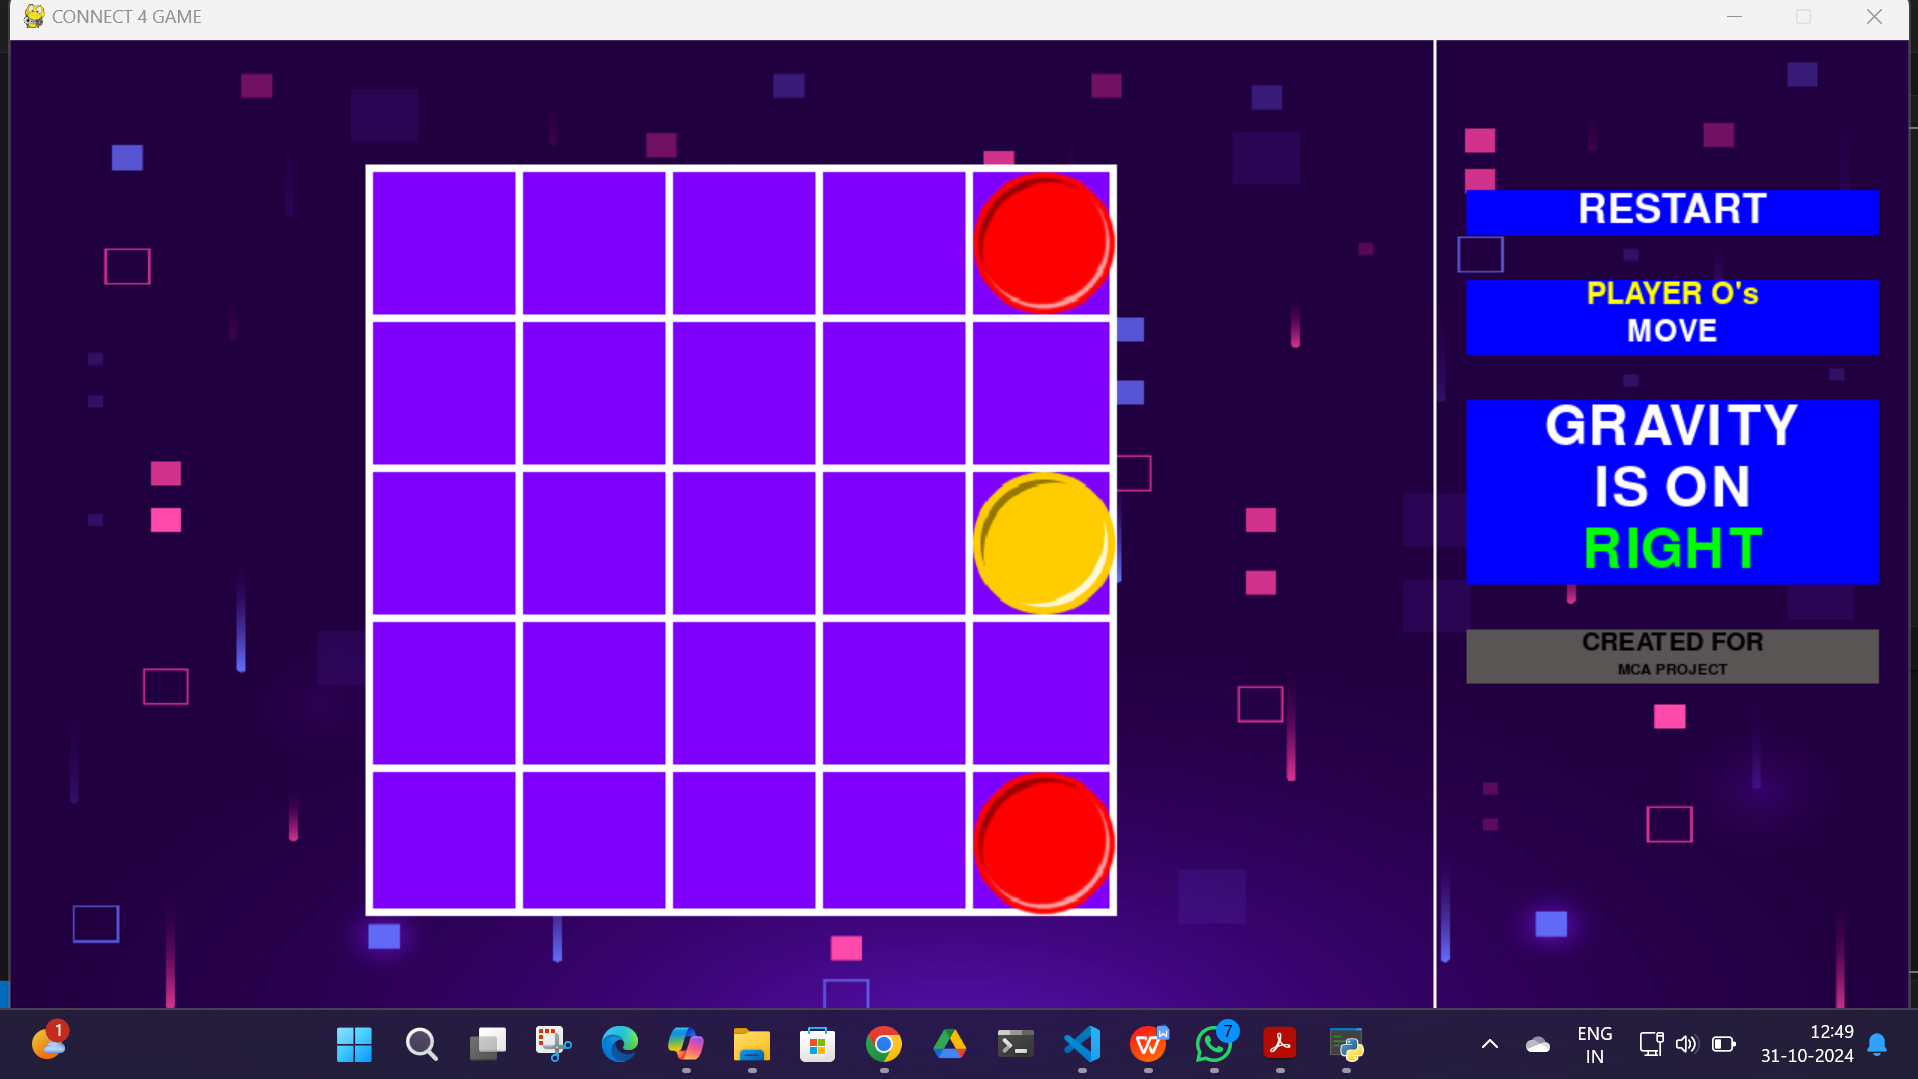 CONNECT 4 GAME
RESTART
PLAYER O's
MOVE
GRAVITY
IS ON
RIGHT
CREATED FOR
MCA PROJECT
1
7
ENG
IN
12:49
31-10-2024